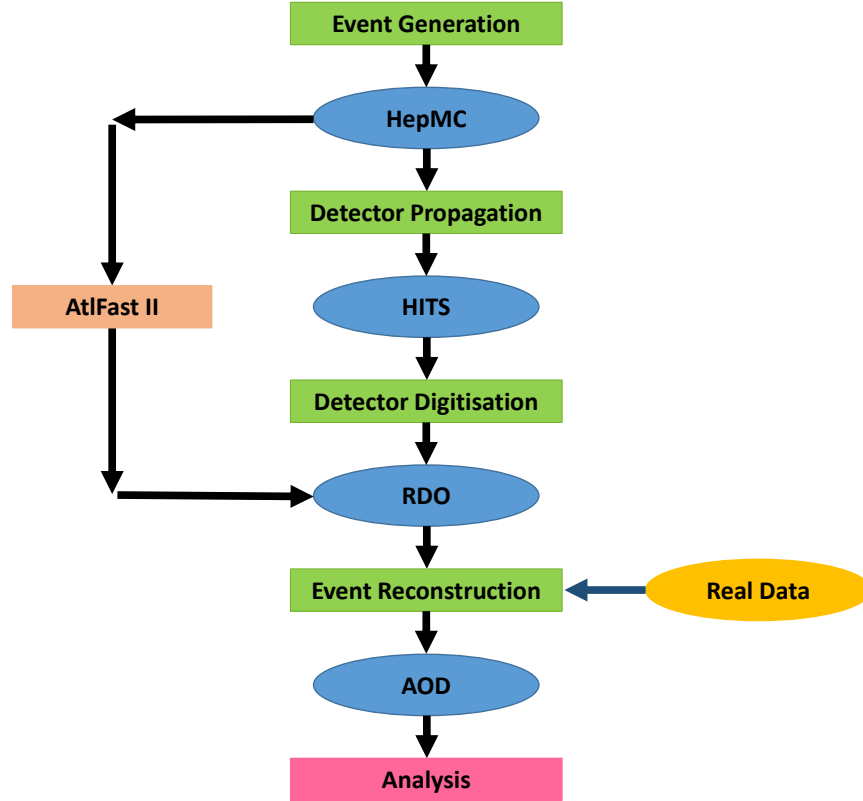 Event Generation
HepMC
Detector Propagation
AtlFast II
HITS
Detector Digitisation
RDO
Event Reconstruction
Real Data
AOD
Analysis